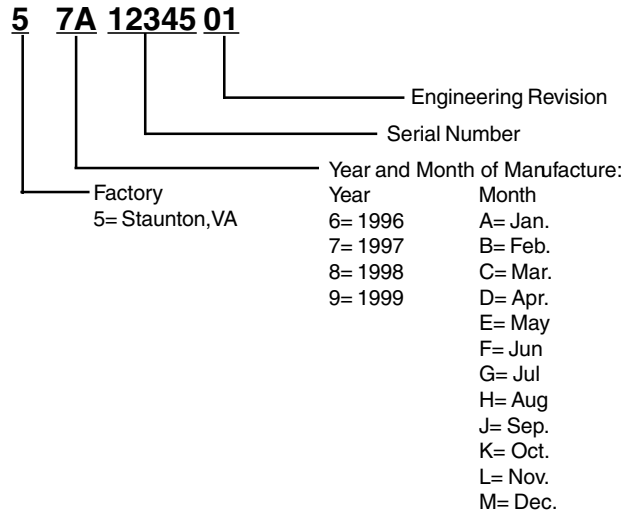 5 7A 12345 01
Engineering Revision
Serial Number
Year and Month of Manufacture:
Factory
5= Staunton,VA
Year Month
6= 1996 A= Jan.
7= 1997 B= Feb.
8= 1998 C= Mar.
9= 1999 D= Apr.
E= May
F= Jun
G= Jul
H= Aug
J= Sep.
K= Oct.
L= Nov.
M= Dec.